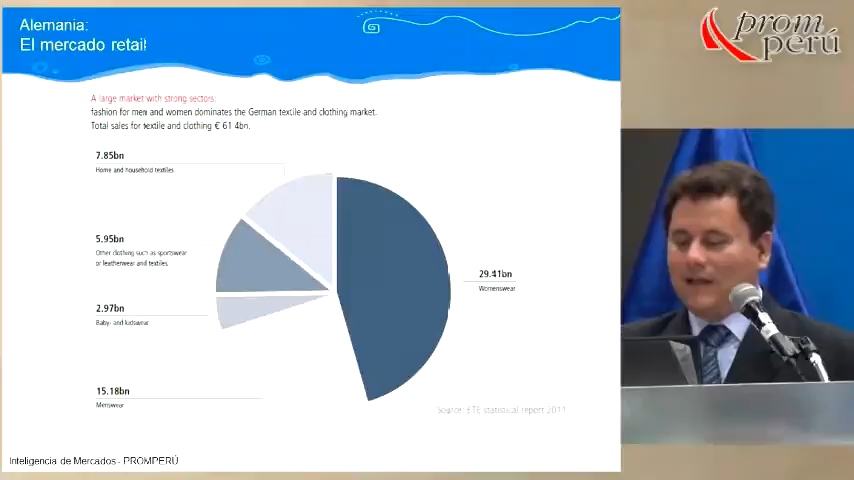 Alemania:
El mercado retail
prom
perú
A large market with strong sectors:
fashion for men and women dominates the German textile and clothing market.
Total sales for textile and clothing € 61 4bn.
7.85bn
Home and household textiles
5.95bn
Other clothing such as sportswear
or leatherwear and textiles
29.41bn
Womenswear
2.97bn
Baby- and kidswear
15.18bn
Menswear
Source: ETE statistical report 2011
Inteligencia de Mercados - PROMPERÚ